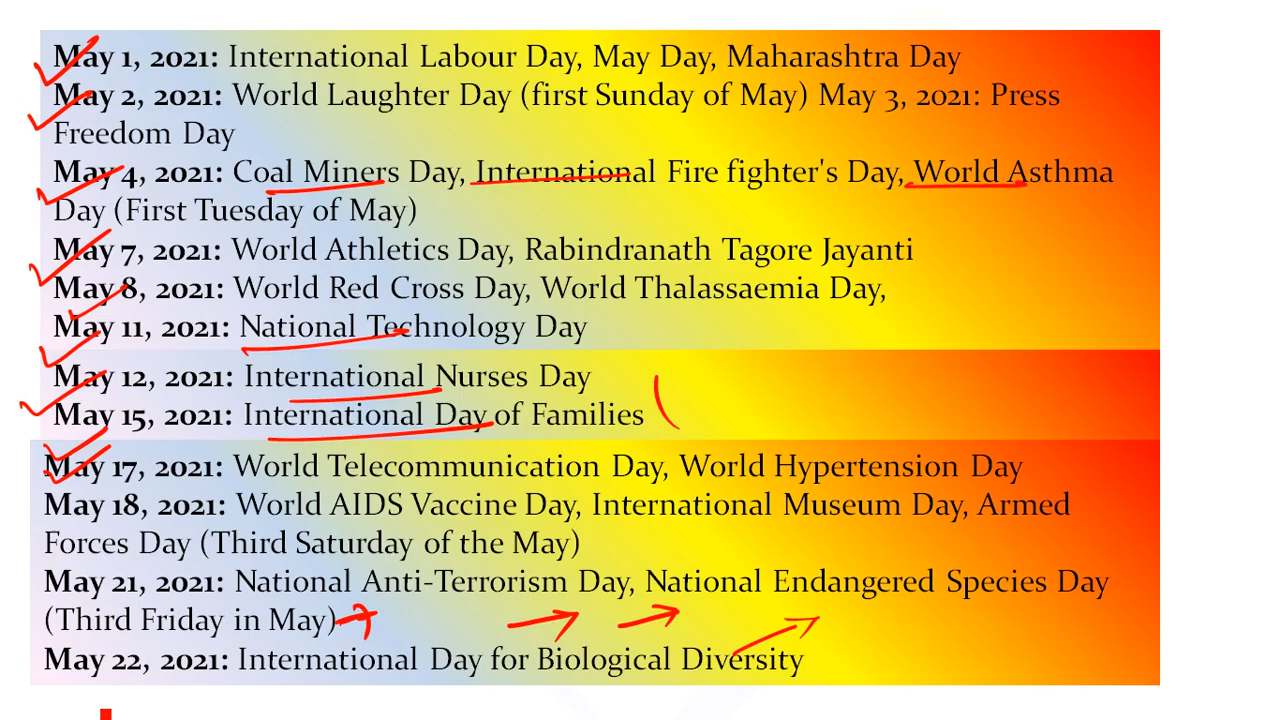 May 1, 2021: International Labour Day, May Day, Maharashtra Day
May 2, 2021: World Laughter Day (first Sunday of May) May 3, 2021: Press
Freedom Day
May 4, 2021: Coal Miners Day, International Fire fighter's Day, World Asthma
Day (First Tuesday of May)
May 7, 2021: World Athletics Day, Rabindranath Tagore Jayanti
May 8, 2021: World Red Cross Day, World Thalassaemia Day,
May 11, 2021: National Technology Day
May 12, 2021: International Nurses Day
May 15, 2021: International Day of Families
May 17, 2021: World Telecommunication Day, World Hypertension Day
May 18, 2021: World AIDS Vaccine Day, International Museum Day, Armed
Forces Day (Third Saturday of the May)
May 21, 2021: National Anti-Terrorism Day, National Endangered Species Day
(Third Friday in May)
May 22, 2021: International Day for Biological Diversity